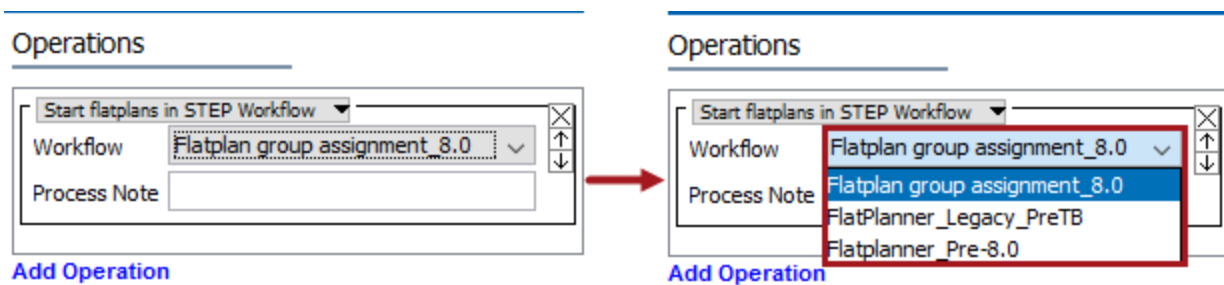 Operations
Start flatplans in STEP Workflow
Workflow Flatplan group assignment_8.0
Process Note
Add Operation
Operations
Start flatplans in STEP Workflow
Workflow Flatplan group assignment_8.0
Process Note Flatplan group assignment_8.0
FlatPlanner_Legacy_PreTB
Flatplanner_Pre-8.0
Add Operation